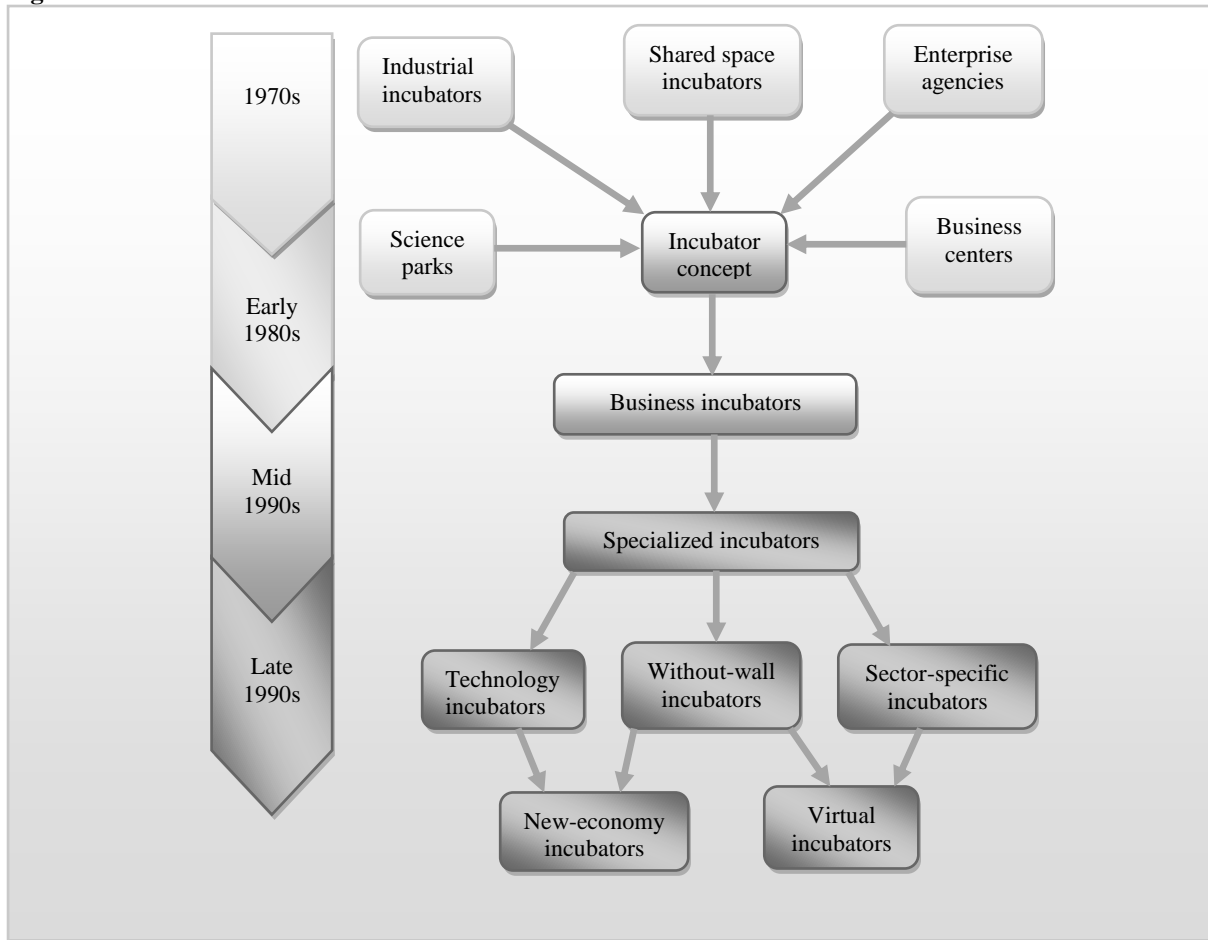 1970s
Industrial
incubators
Shared space
incubators
Enterprise
agencies
Science
parks
Incubator
concept
Business
centers
Early
1980s
Business incubators
Mid
1990s
Specialized incubators
Late
1990s
Technology
incubators
Without-wall
incubators
Sector-specific
incubators
New-economy
incubators
Virtual
incubators